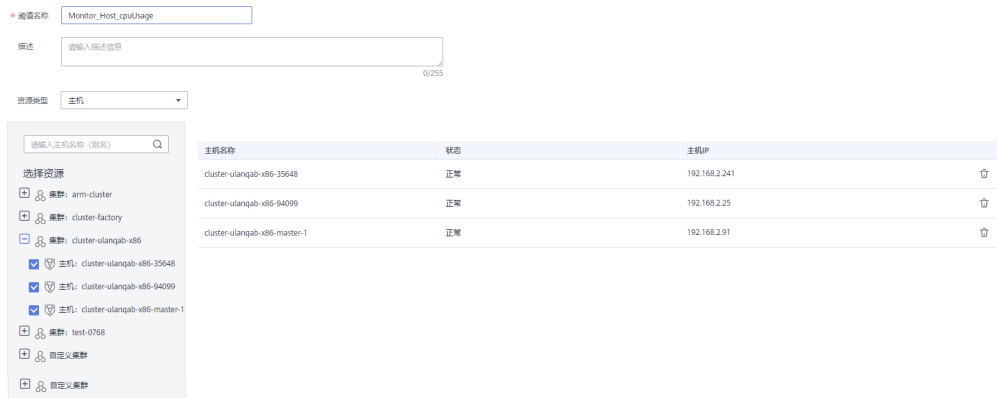 * 阈值名称 Monitor_Host_cpuUsage
描述 请输入描述信息
0/255
资源类型 主机
请输入主机名称（别名）
选择资源
集群：arm-cluster
集群：cluster-factory
集群：cluster-ulanqab-x86
主机：cluster-ulanqab-x86-35648
主机：cluster-ulanqab-x86-94099
主机：cluster-ulanqab-x86-master-1
集群：test-0768
自定义集群
自定义集群
主机名称 状态 主机IP
cluster-ulanqab-x86-35648 正常 192.168.2.241
cluster-ulanqab-x86-94099 正常 192.168.2.25
cluster-ulanqab-x86-master-1 正常 192.168.2.91